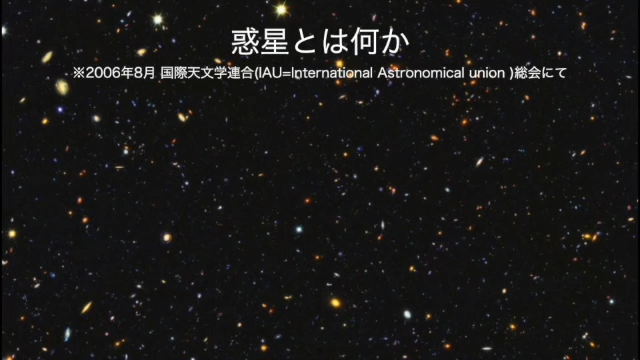 惑星とは何か
※2006年8月 国際天文学連合(IAU=International Astronomical union )総会にて